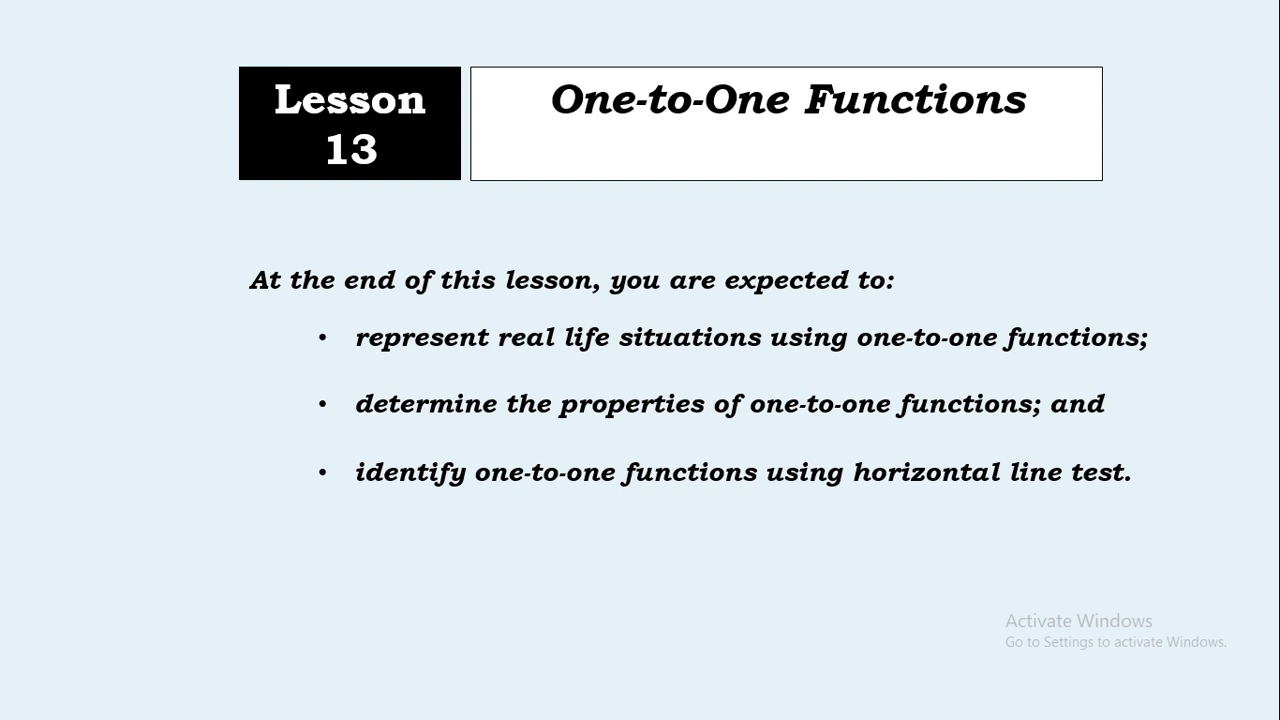 Lesson
13
One-to-One Functions
At the end of this lesson, you are expected to:
• represent real life situations using one-to-one functions;
• determine the properties of one-to-one functions; and
• identify one-to-one functions using horizontal line test.
Activate Windows
Go to Settings to activate Windows.